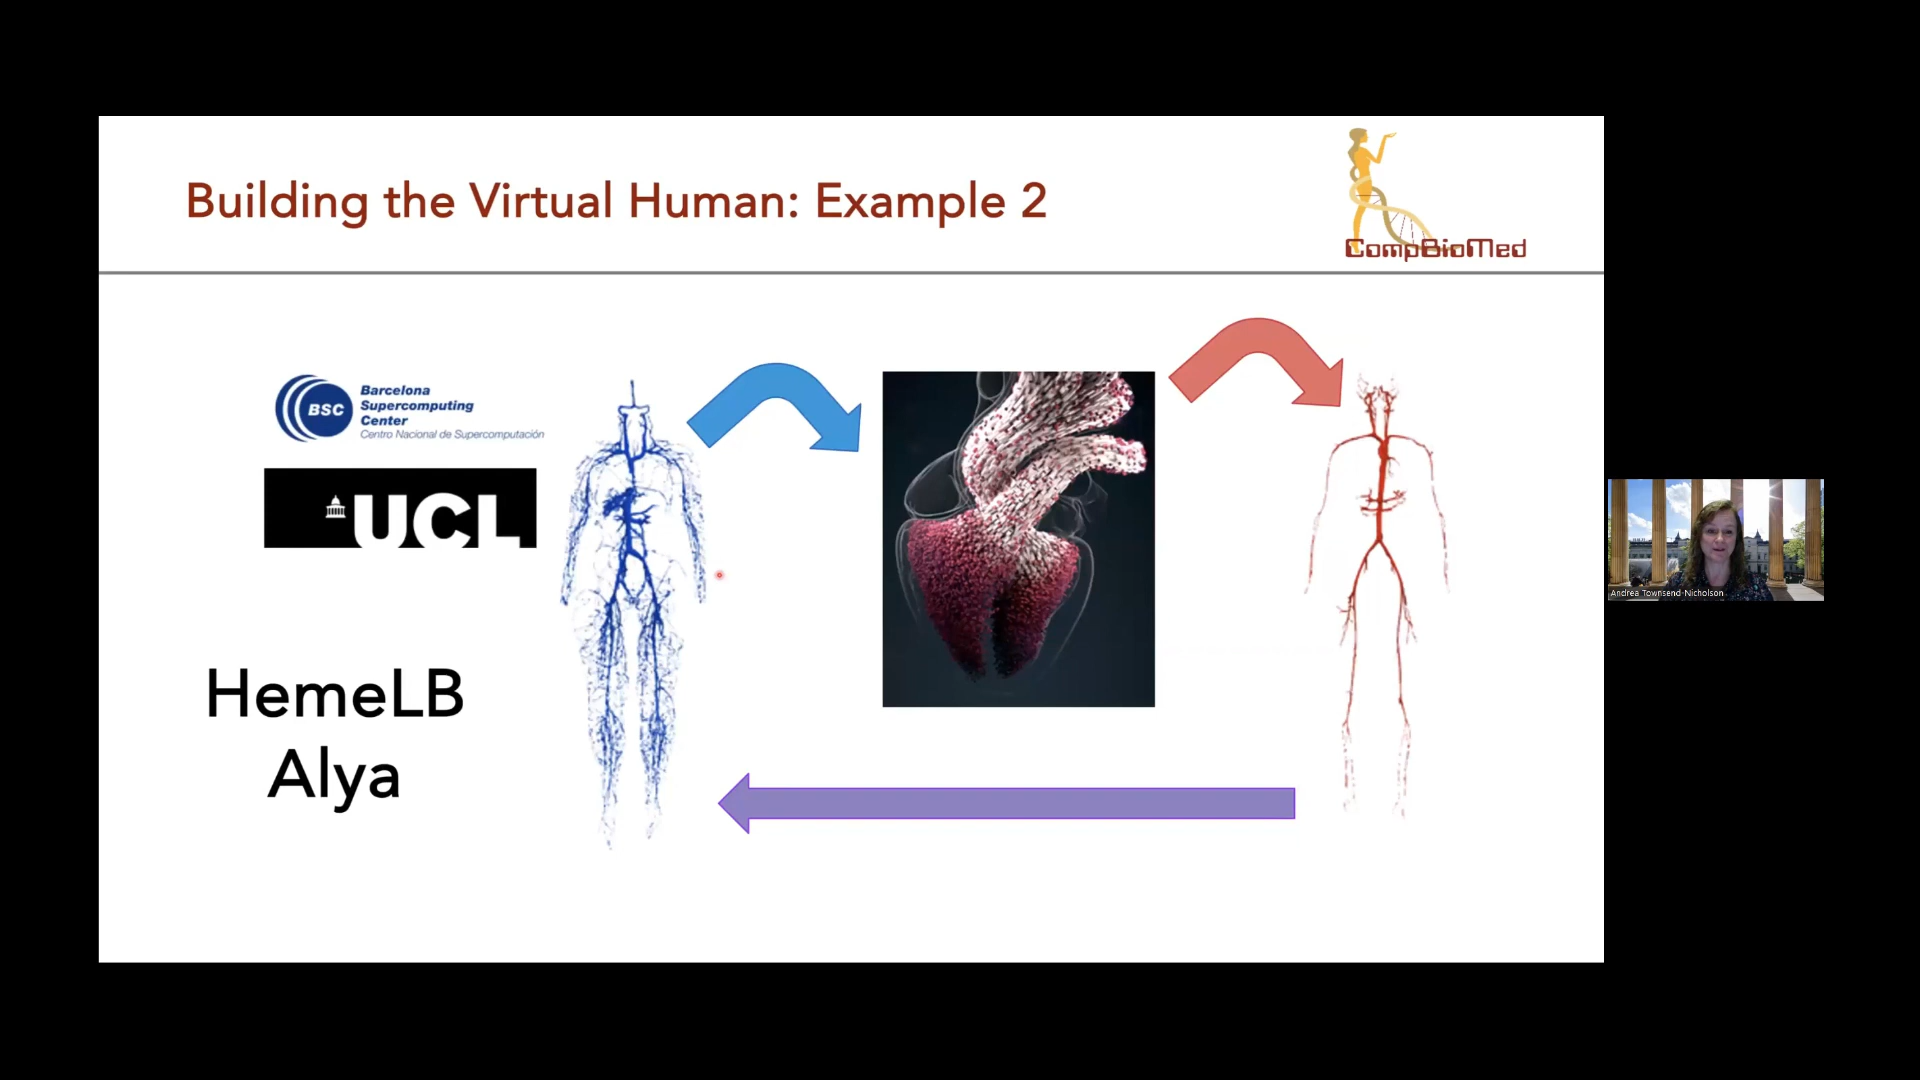 Building the Virtual Human: Example 2
CompBioMed
BSC
Barcelona
Supercomputing
Center
Centro Nacional de Supercomputación
UCL
HemeLB
Alya
Andrea Townsend-Nicholson